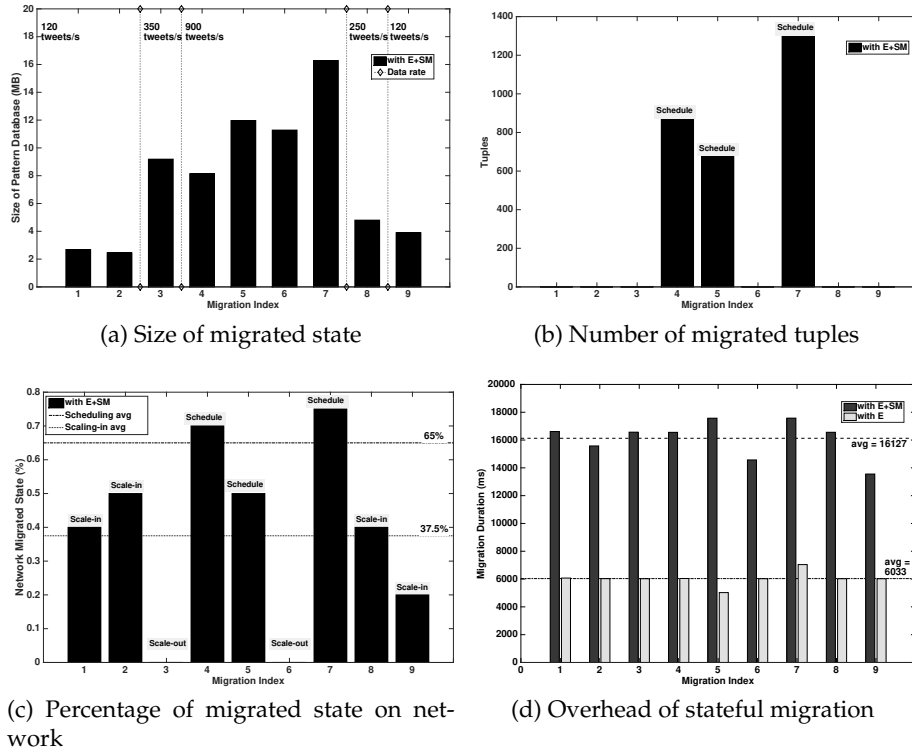 120 tweets/s
350 tweets/s
900 tweets/s
250 tweets/s
120 tweets/s
with E+SM
Data rate
Size of Pattern Database (MB)
20
18
16
14
12
10
8
6
4
2
0
1 2 3 4 5 6 7 8 9
Migration Index
(a) Size of migrated state
1400
1200
1000
800
600
400
200
0
Tuples
Schedule
Schedule
Schedule
with E+SM
1 2 3 4 5 6 7 8 9
Migration Index
(b) Number of migrated tuples
0.8
0.7
0.6
0.5
0.4
0.3
0.2
0.1
0
Network Migrated State (%)
with E+SM
Scheduling avg
Scaling-in avg
Scale-in
Scale-in
Scale-out
Schedule
Schedule
Scale-out
Schedule
Scale-in
Scale-in
65%
37.5%
1 2 3 4 5 6 7 8 9
Migration Index
(c) Percentage of migrated state on net-
work
20000
18000
16000
14000
12000
10000
8000
6000
4000
2000
0
Migration Duration (ms)
with E+SM
with E
avg = 16127
avg =
6033
0 1 2 3 4 5 6 7 8 9
Migration Index
(d) Overhead of stateful migration